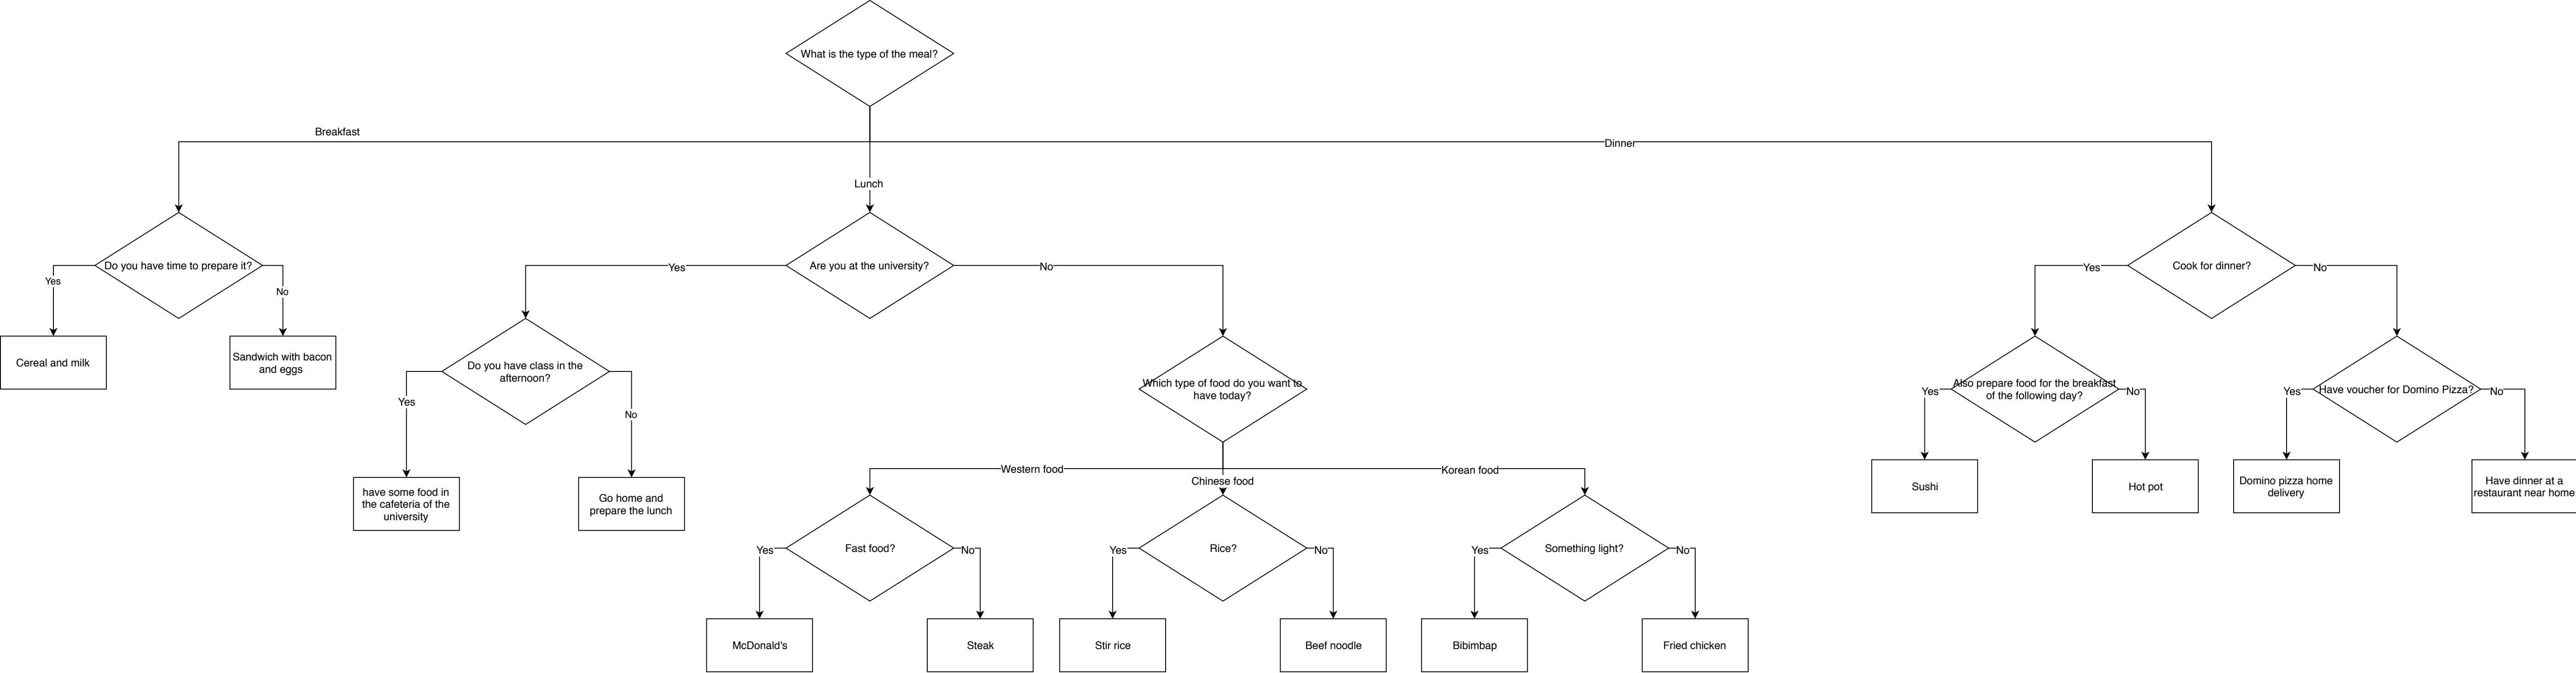 What is the type of the meal?
Breakfast
Dinner
Lunch
Do you have time to prepare it?
Are you at the university?
Cook for dinner?
Yes
No
Yes
No
Yes
No
Cereal and milk
Sandwich with bacon
and eggs
Do you have class in the
afternoon?
Which type of food do you want to
have today?
Also prepare food for the breakfast
of the following day?
Have voucher for Domino Pizza?
Yes
No
Yes
No
Yes
No
Western food
Chinese food
Korean food
have some food in
the cafeteria of the
university
Go home and
prepare the lunch
Sushi
Hot pot
Domino pizza home
delivery
Have dinner at a
restaurant near home
Fast food?
Rice?
Something light?
Yes
No
Yes
No
Yes
No
McDonald's
Steak
Stir rice
Beef noodle
Bibimbap
Fried chicken